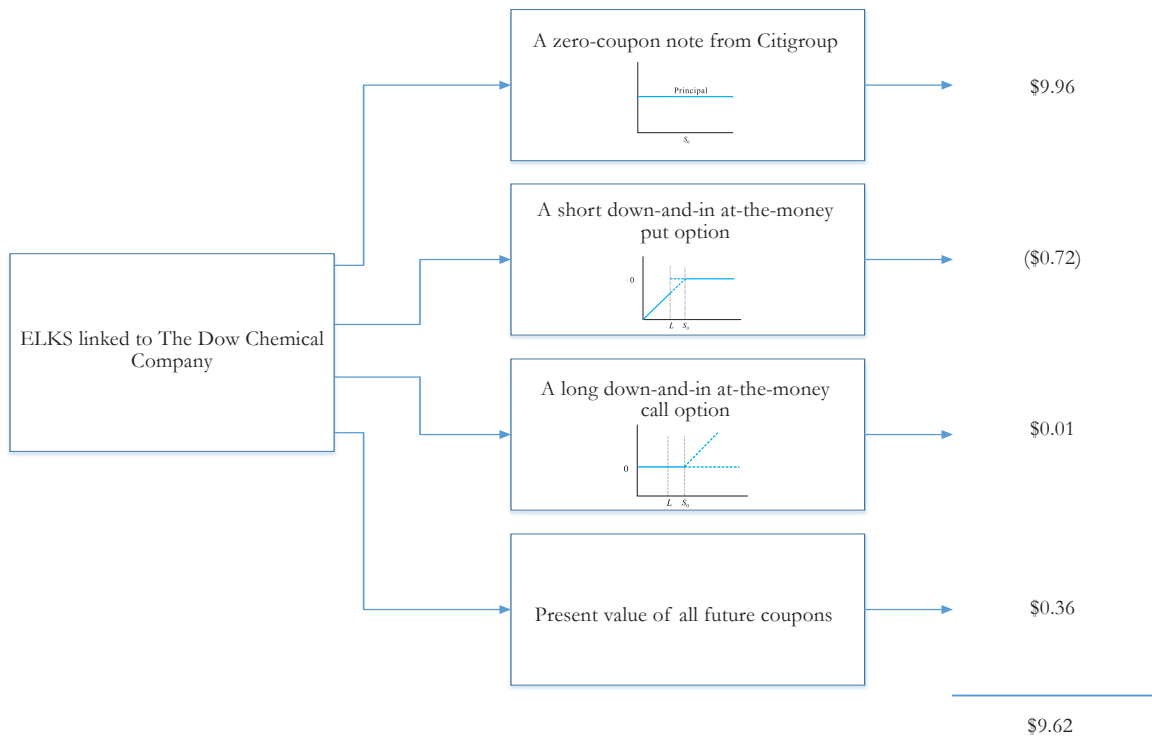 A zero-coupon note from Citigroup
Principal
S₀
$9.96
A short down-and-in at-the-money
put option
0
L S₀
($0.72)
ELKS linked to The Dow Chemical
Company
A long down-and-in at-the-money
call option
0
L S₀
$0.01
Present value of all future coupons
$0.36
$9.62